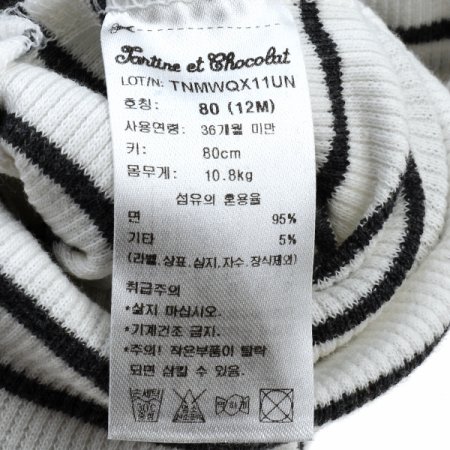 Tartine et Chocolat
LOT/N: TNMWQX11UN
호칭: 80 (12M)
사용연령: 36개월 미만
키: 80cm
몸무게: 10.8kg
섬유의 혼용율
면 95%
기타 5%
(라벨,상표,심지,자수,장식제외)
취급주의
*삶지 마십시오.
*기계건조 금지.
*주의! 작은부품이 탈락
되면 삼킬 수 있음.